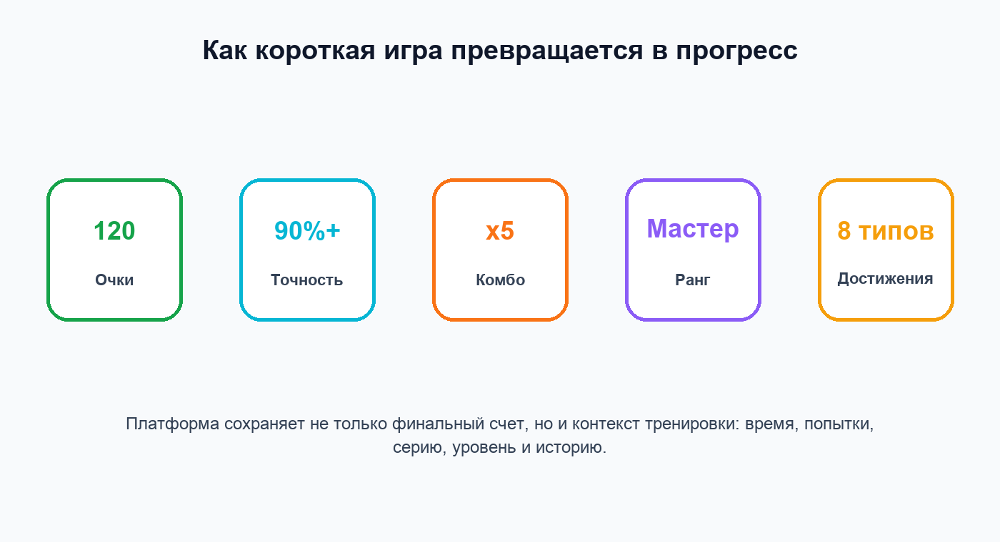 Как короткая игра превращается в прогресс
120
Очки
90%+
Точность
x5
Комбо
Мастер
Ранг
8 типов
Достижения
Платформа сохраняет не только финальный счет, но и контекст тренировки: время, попытки,
серию, уровень и историю.